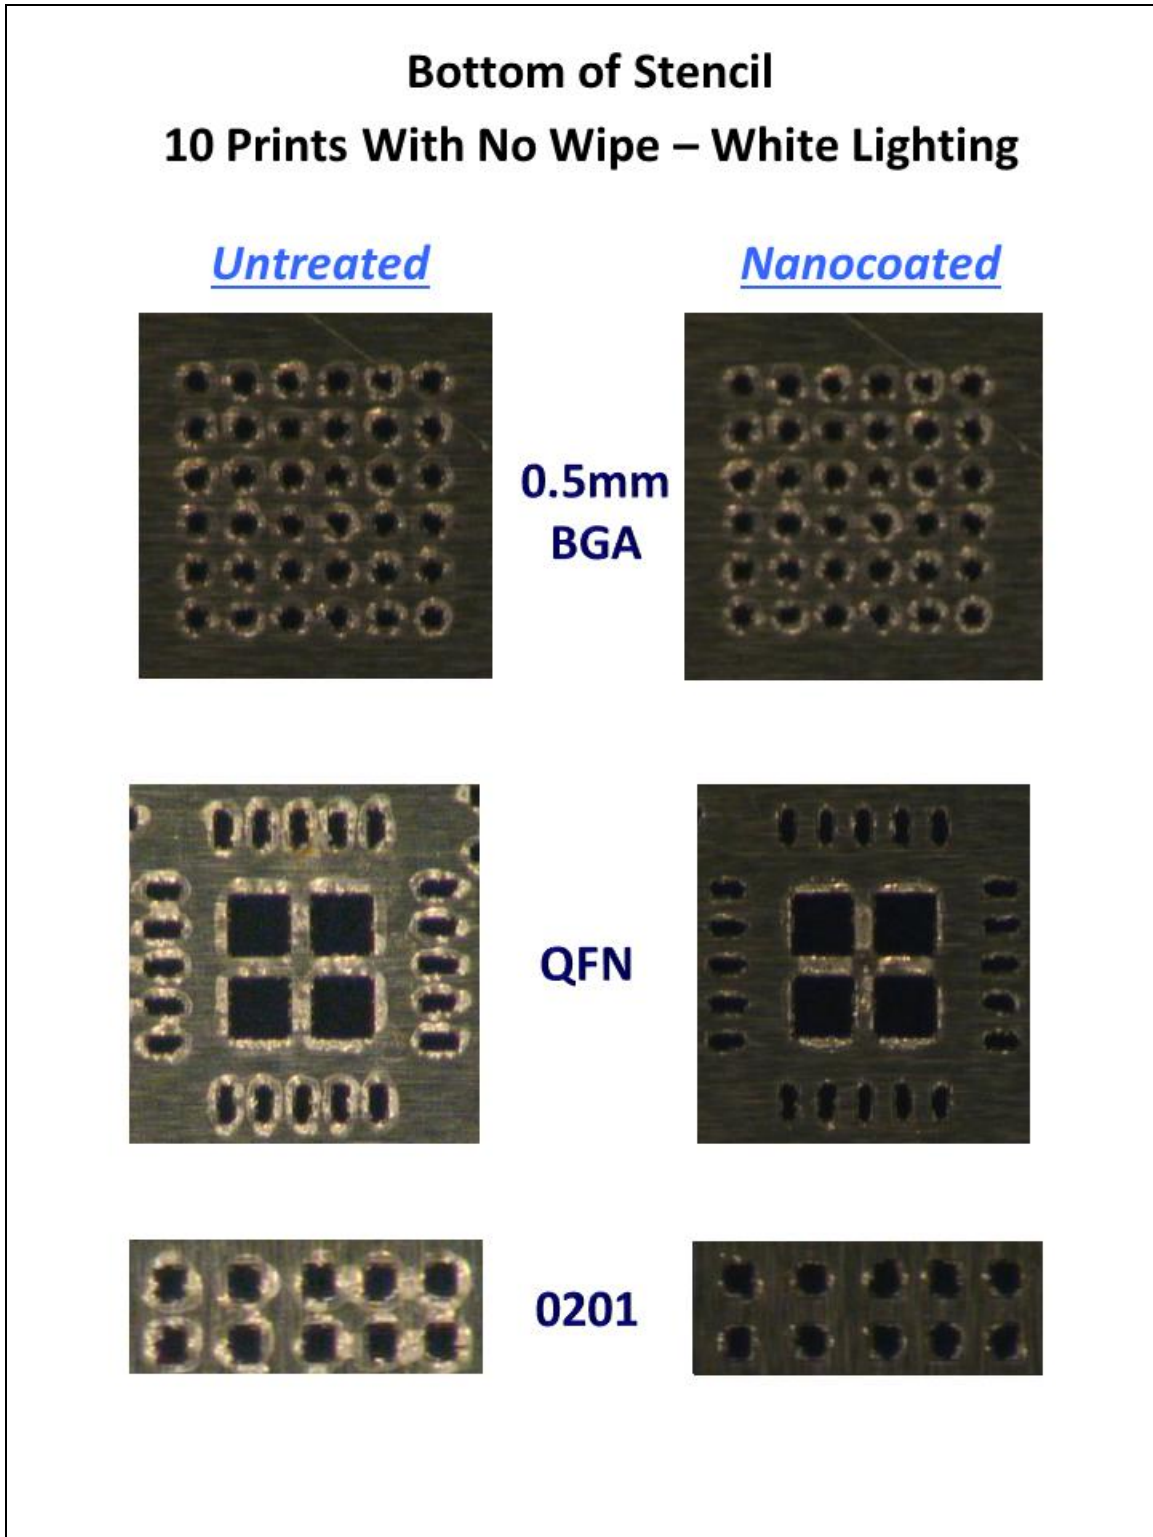 Bottom of Stencil
10 Prints With No Wipe – White Lighting
Untreated
Nanocoated
0.5mm
BGA
QFN
0201